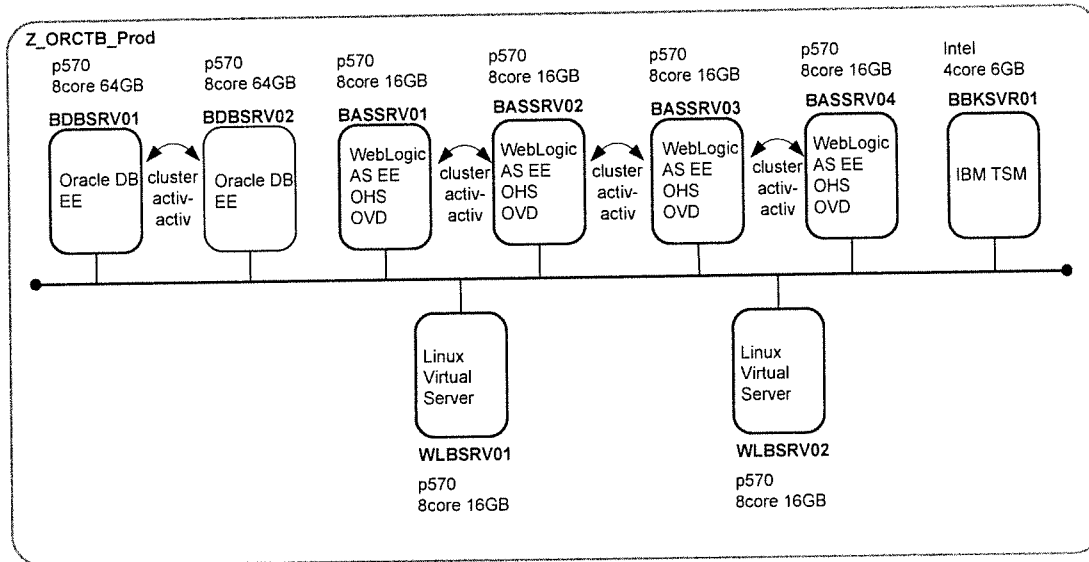 Z_ORCTB_Prod
p570
8core 64GB
BDBSRV01
Oracle DB
EE
cluster
activ-
activ
p570
8core 64GB
BDBSRV02
Oracle DB
EE
p570
8core 16GB
BASSRV01
WebLogic
AS EE
OHS
OVD
cluster
activ-
activ
p570
8core 16GB
BASSRV02
WebLogic
AS EE
OHS
OVD
cluster
activ-
activ
p570
8core 16GB
BASSRV03
WebLogic
AS EE
OHS
OVD
cluster
activ-
activ
p570
8core 16GB
BASSRV04
WebLogic
AS EE
OHS
OVD
Intel
4core 6GB
BBKSVR01
IBM TSM
Linux
Virtual
Server
WLBSRV01
p570
8core 16GB
Linux
Virtual
Server
WLBSRV02
p570
8core 16GB